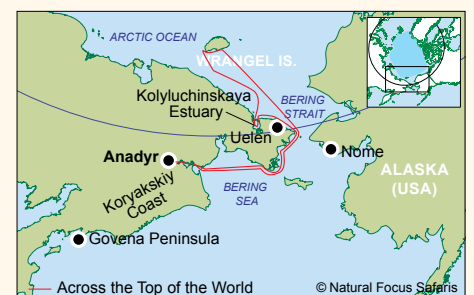 ARCTIC OCEAN
WRANGEL IS.
Kolyluchinskaya
Estuary
BERING
STRAIT
Uelen
Nome
Anadyr
ALASKA
(USA)
Koryakskiy
Coast
BERING
SEA
Govena Peninsula
Across the Top of the World
© Natural Focus Safaris